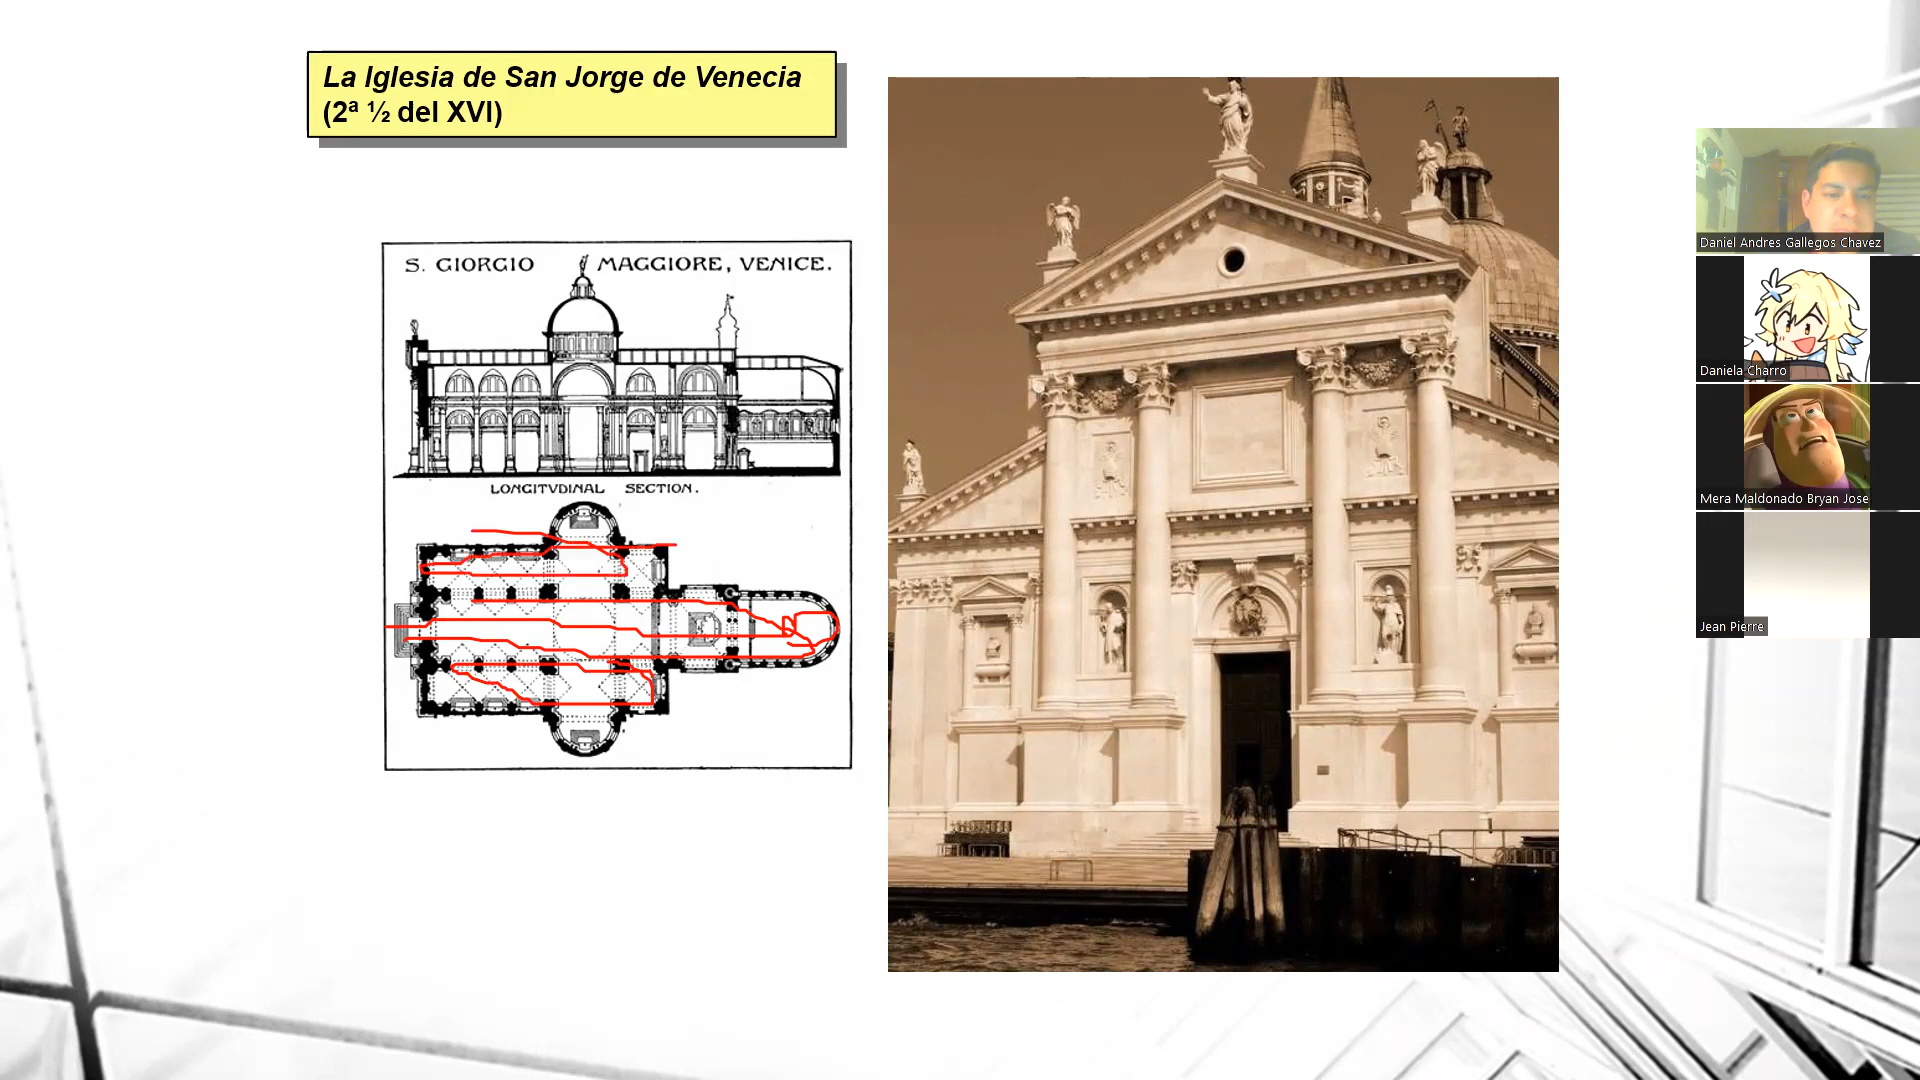 La Iglesia de San Jorge de Venecia
(2ª ½ del XVI)
S. GIORGIO MAGGIORE, VENICE.
LONGITVDINAL SECTION.
Daniel Andres Gallegos Chavez
Daniela Charro
Mera Maldonado Bryan Jose
Jean Pierre